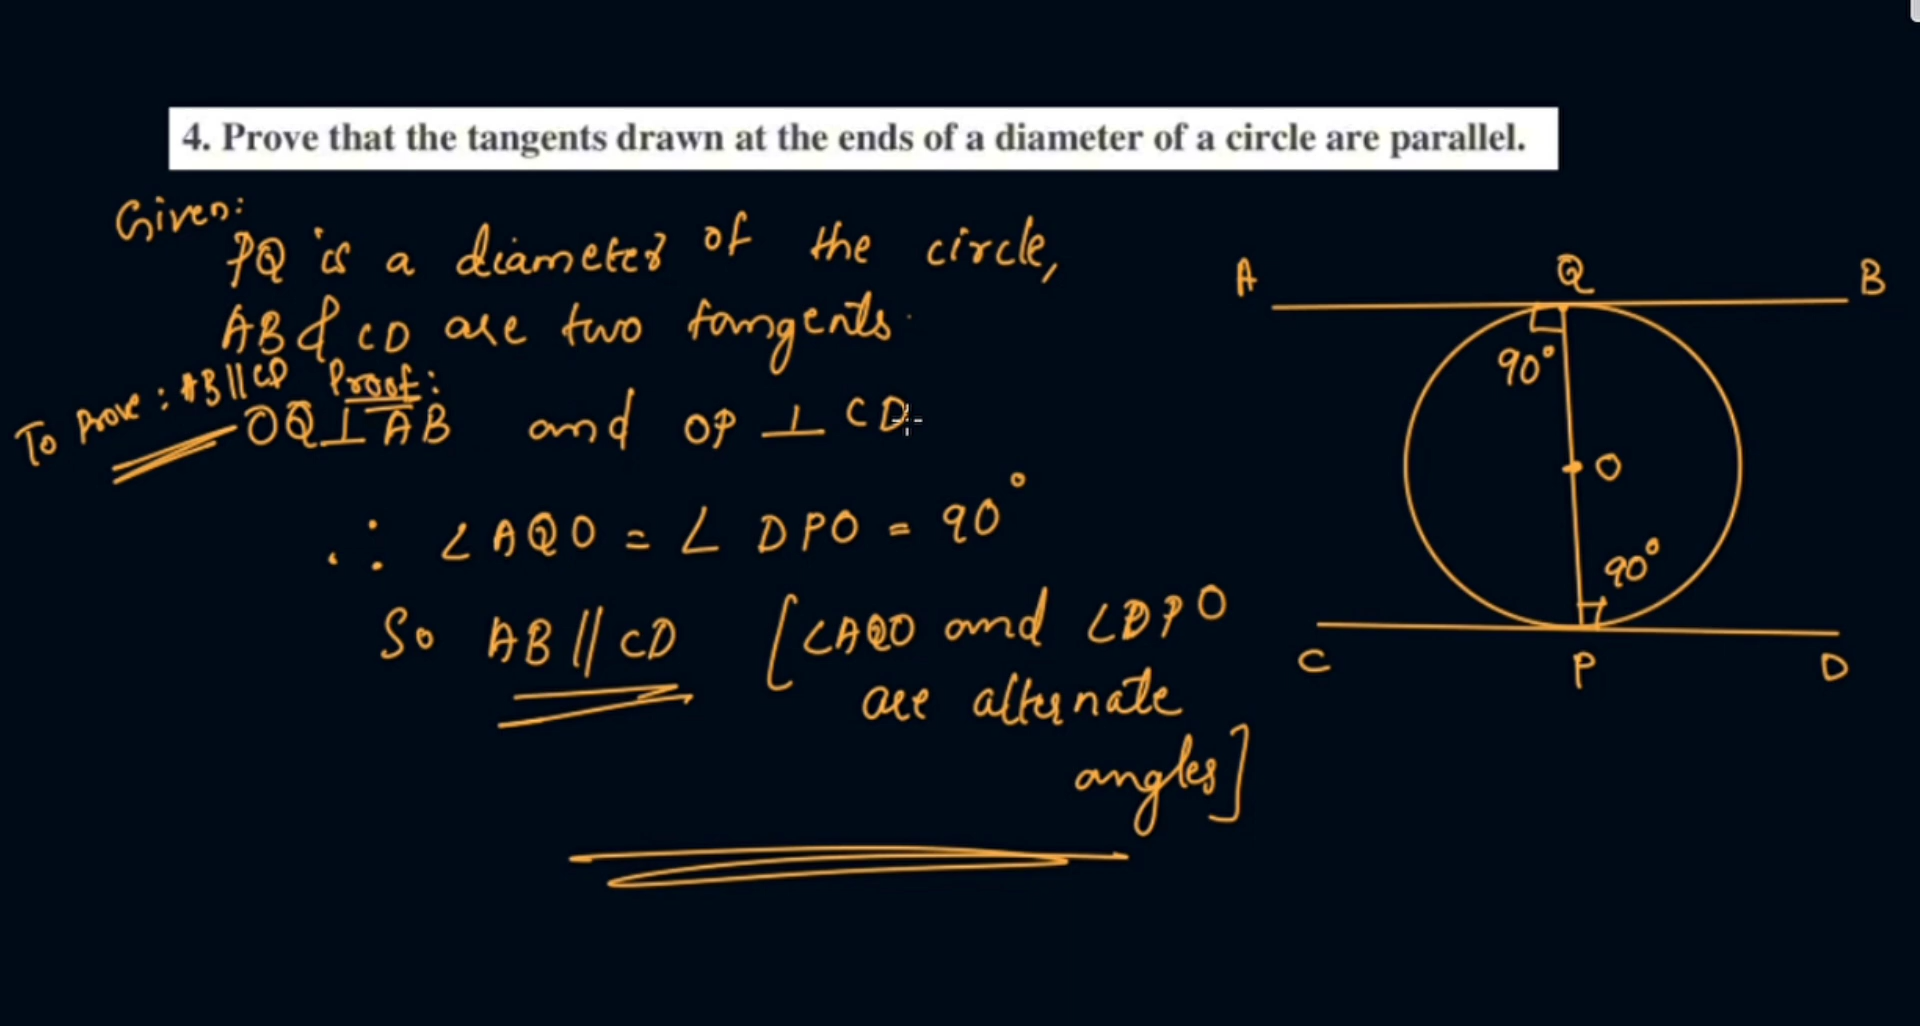 4. Prove that the tangents drawn at the ends of a diameter of a circle are parallel.
Given:
PQ is a diameter of the circle,
AB & CD are two tangents.
To prove : AB || CD Proof:
OQ ⊥ AB and OP ⊥ CD
∴ ∠AQO = ∠DPO = 90°
So AB // CD [∠AQO and ∠DPO
are alternate
angles]
A Q B
90°
O
90°
C P D